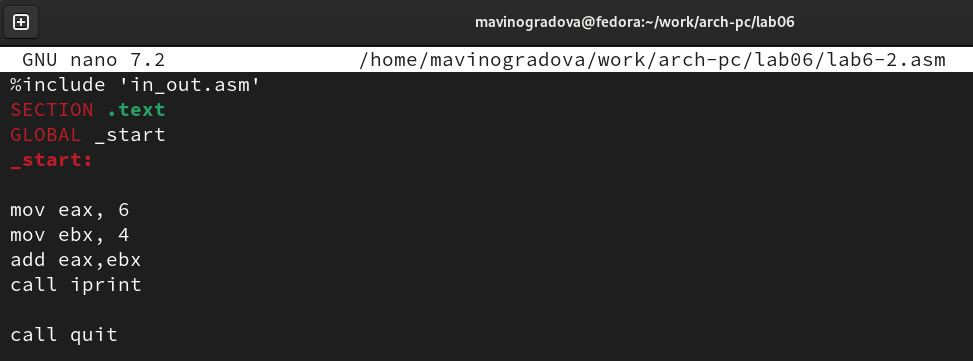 mavinogradova@fedora:~/work/arch-pc/lab06
GNU nano 7.2 /home/mavinogradova/work/arch-pc/lab06/lab6-2.asm
%include 'in_out.asm'
SECTION .text
GLOBAL _start
_start:
mov eax, 6
mov ebx, 4
add eax,ebx
call iprint
call quit